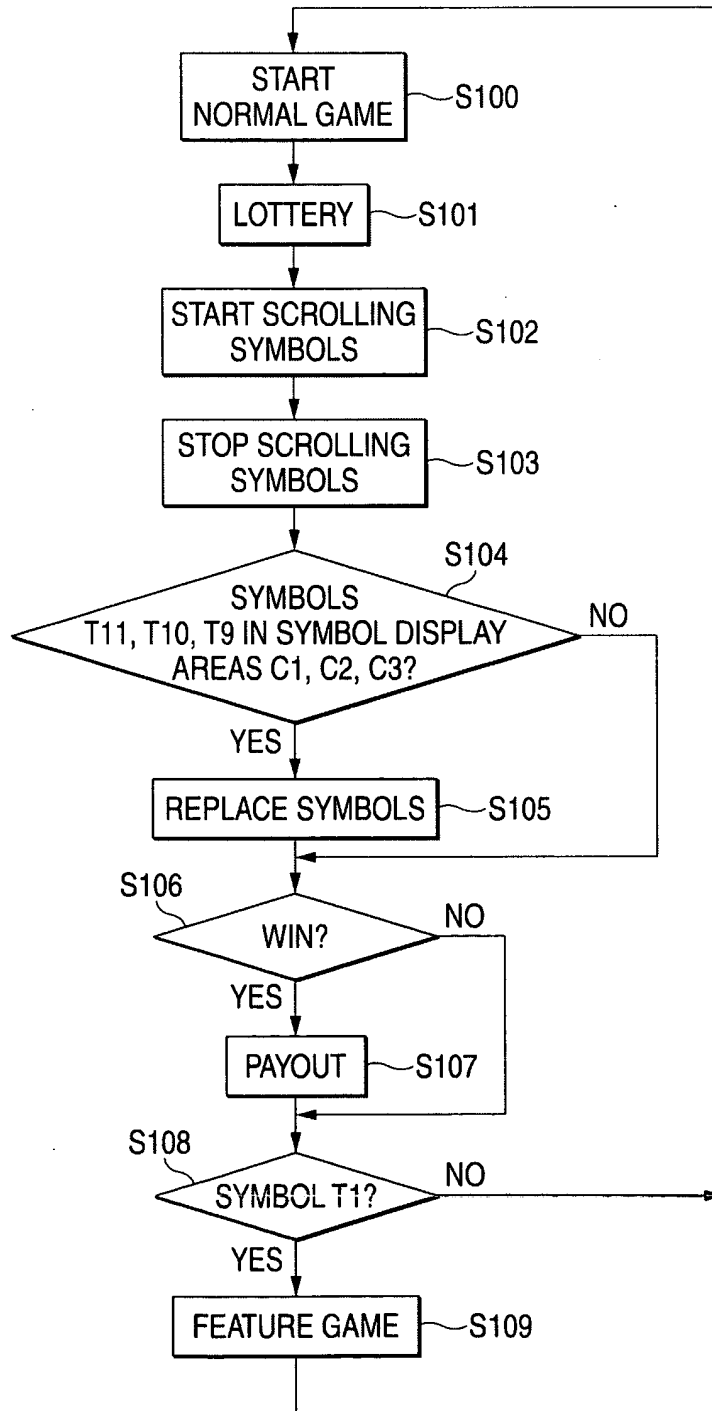 START
NORMAL GAME
S100
LOTTERY
S101
START SCROLLING
SYMBOLS
S102
STOP SCROLLING
SYMBOLS
S103
S104
SYMBOLS
T11, T10, T9 IN SYMBOL DISPLAY
AREAS C1, C2, C3?
NO
YES
REPLACE SYMBOLS
S105
S106
WIN?
NO
YES
PAYOUT
S107
S108
SYMBOL T1?
NO
YES
FEATURE GAME
S109